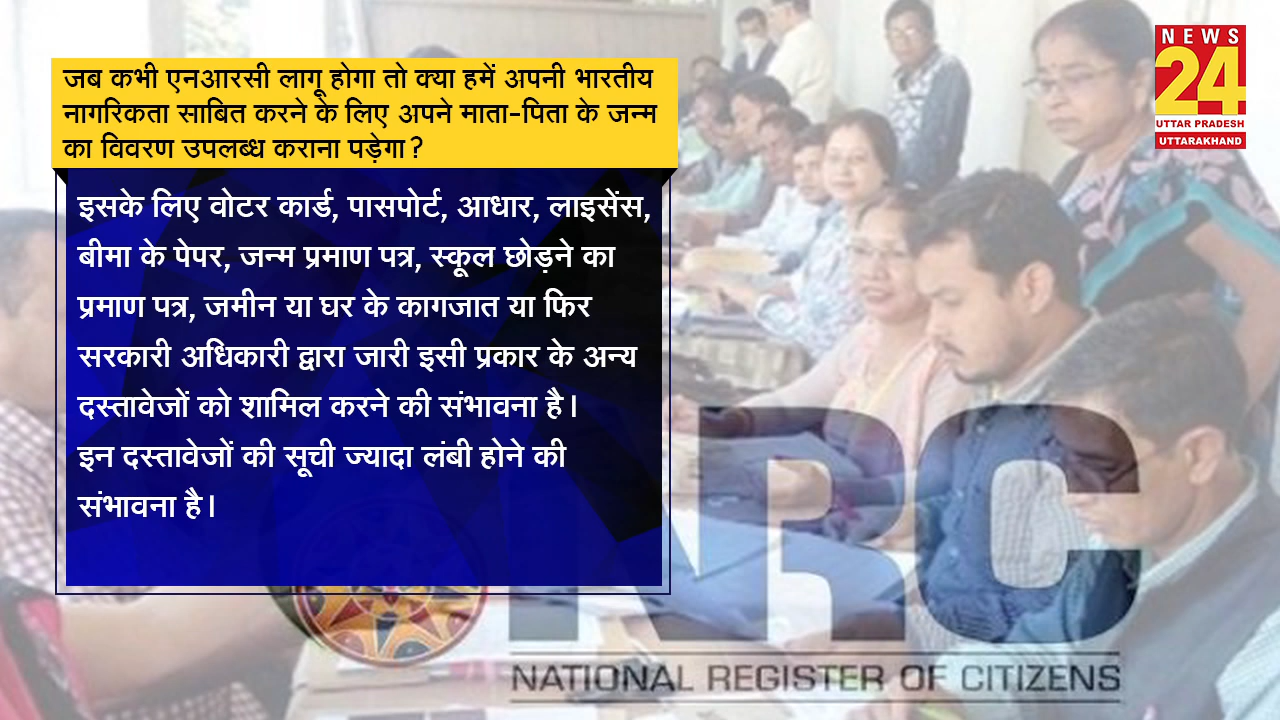 जब कभी एनआरसी लागू होगा तो क्या हमें अपनी भारतीय
नागरिकता साबित करने के लिए अपने माता-पिता के जन्म
का विवरण उपलब्ध कराना पड़ेगा?
इसके लिए वोटर कार्ड, पासपोर्ट, आधार, लाइसेंस,
बीमा के पेपर, जन्म प्रमाण पत्र, स्कूल छोड़ने का
प्रमाण पत्र, जमीन या घर के कागजात या फिर
सरकारी अधिकारी द्वारा जारी इसी प्रकार के अन्य
दस्तावेजों को शामिल करने की संभावना है।
इन दस्तावेजों की सूची ज्यादा लंबी होने की
संभावना है।
NEWS
24
UTTAR PRADESH
UTTARAKHAND
NRC
NATIONAL REGISTER OF CITIZENS